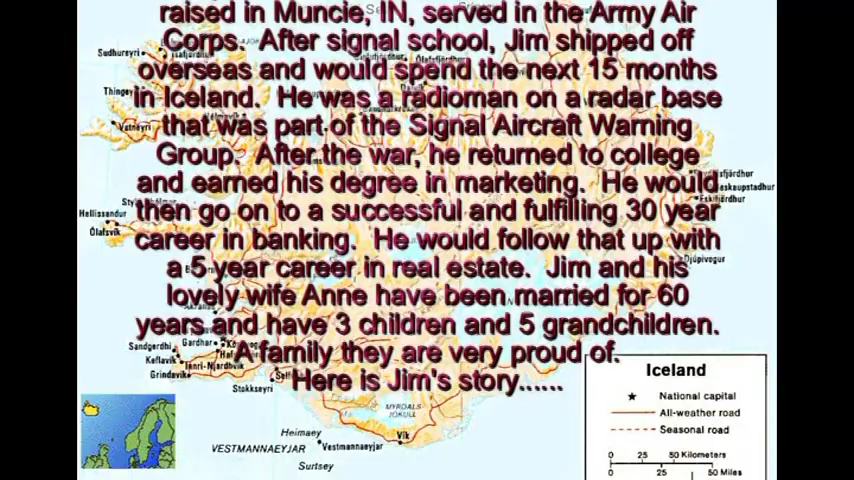 raised in Muncie, IN, served in the Army Air
Corps. After signal school, Jim shipped off
overseas and would spend the next 15 months
in Iceland. He was a radioman on a radar base
that was part of the Signal Aircraft Warning
Group. After the war, he returned to college
and earned his degree in marketing. He would
then go on to a successful and fulfilling 30 year
career in banking. He would follow that up with
a 5 year career in real estate. Jim and his
lovely wife Anne have been married for 60
years and have 3 children and 5 grandchildren.
A family they are very proud of.
Here is Jim's story......
Sudhureyri
Vatneyri
Hellissandur
Ólafsvík
Djúpivogur
Sandgerdhi
Gardhar
Keflavík
Innri-Njardhvík
Grindavík
Stokkseyri
MYRDALS
JÖKULL
Heimaey
VESTMANNAEYJAR
Vestmannaeyjar
Vík
Surtsey
Iceland
National capital
All-weather road
Seasonal road
0 25 50 Kilometers
0 25 50 Miles